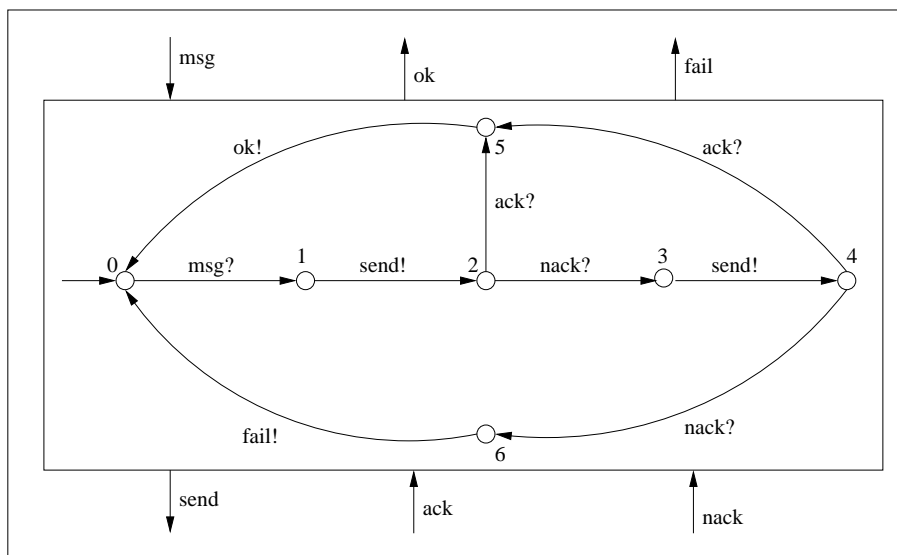 msg
ok
fail
ok!
5
ack?
ack?
0
msg?
1
send!
2
nack?
3
send!
4
fail!
6
nack?
send
ack
nack